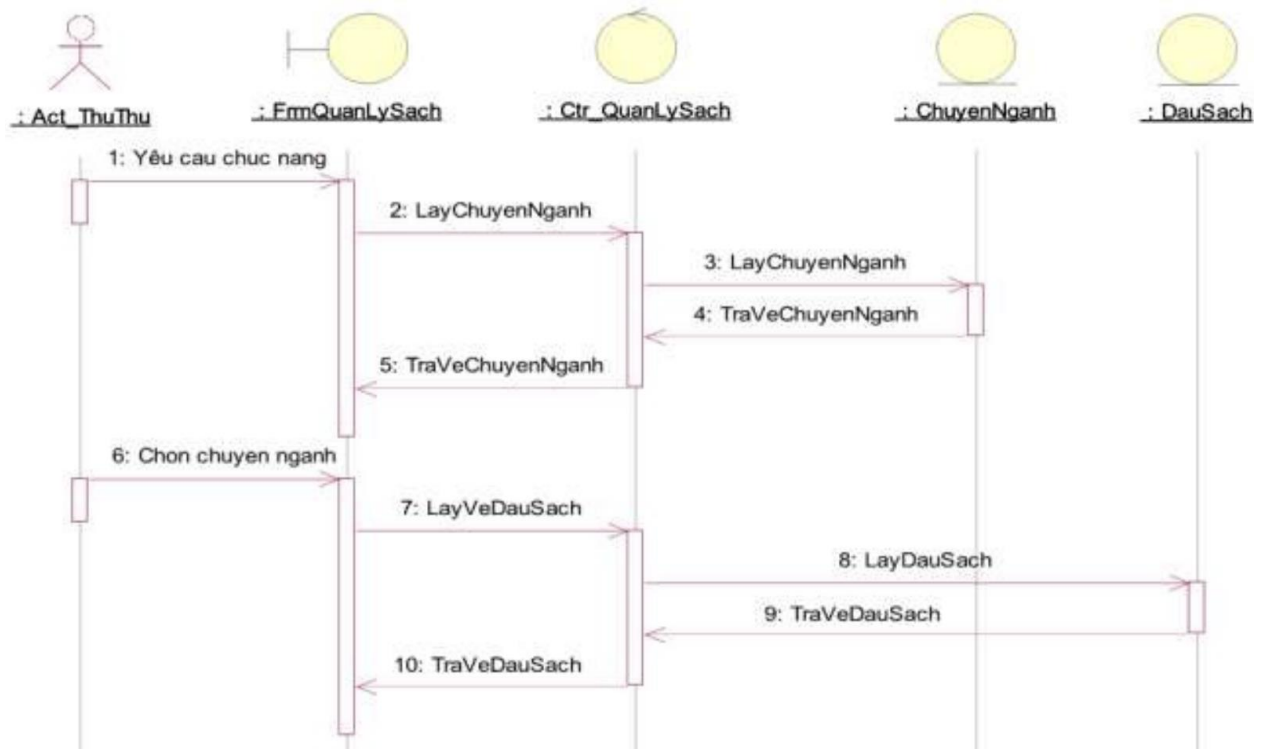 : Act_ThuThu
: FrmQuanLySach
: Ctr_QuanLySach
: ChuyenNganh
: DauSach
1: Yêu cau chuc nang
2: LayChuyenNganh
3: LayChuyenNganh
4: TraVeChuyenNganh
5: TraVeChuyenNganh
6: Chon chuyen nganh
7: LayVeDauSach
8: LayDauSach
9: TraVeDauSach
10: TraVeDauSach